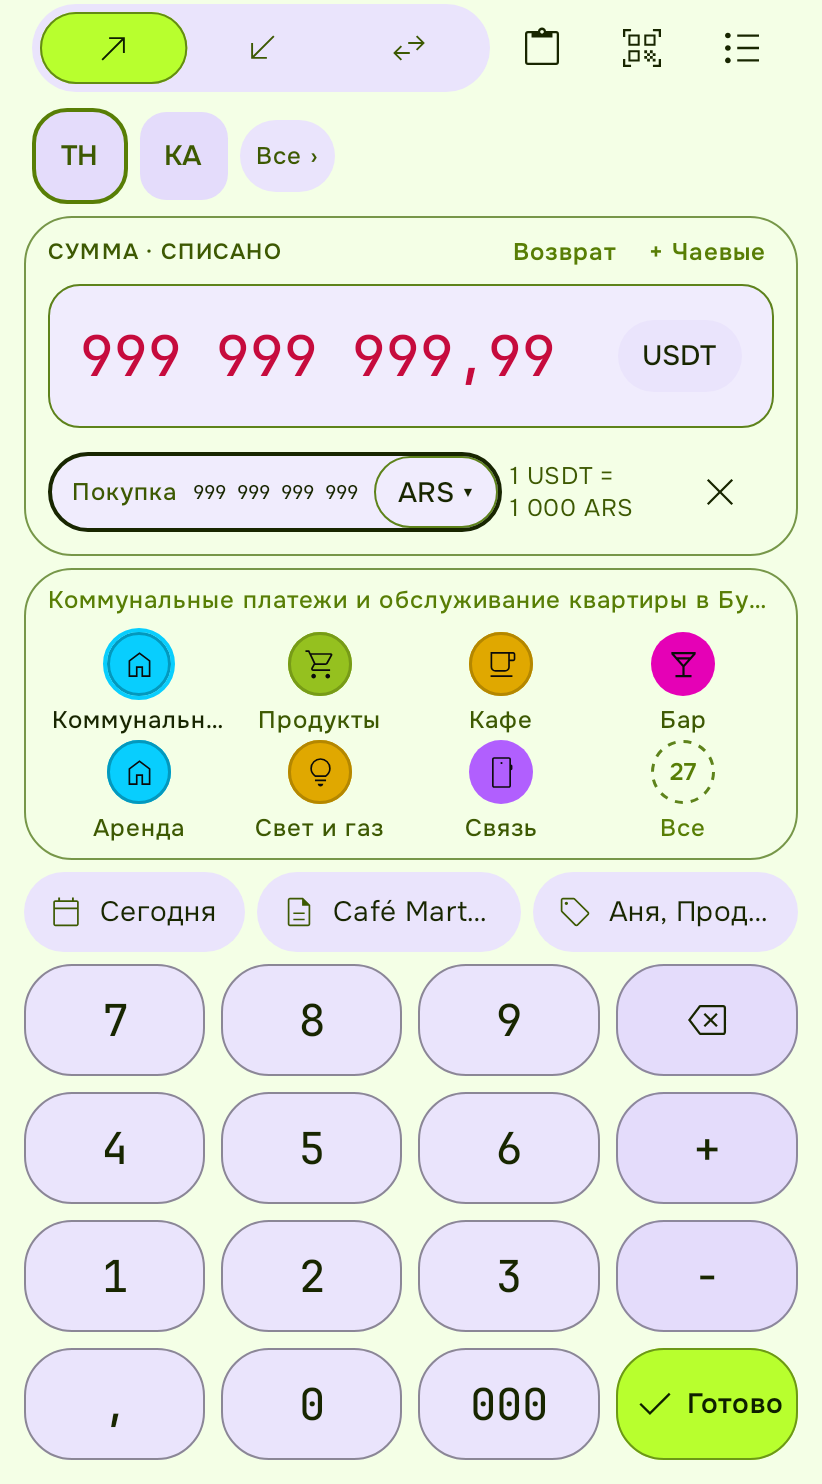 TH KA Все ›
СУММА · СПИСАНО Возврат + Чаевые
999 999 999,99 USDT
Покупка 999 999 999 999 ARS ▾ 1 USDT =
1 000 ARS
Коммунальные платежи и обслуживание квартиры в Бу…
Коммунальн… Продукты Кафе Бар
27
Аренда Свет и газ Связь Все
Сегодня Café Mart… Аня, Прод…
7 8 9
4 5 6 +
1 2 3 -
, 0 000 Готово